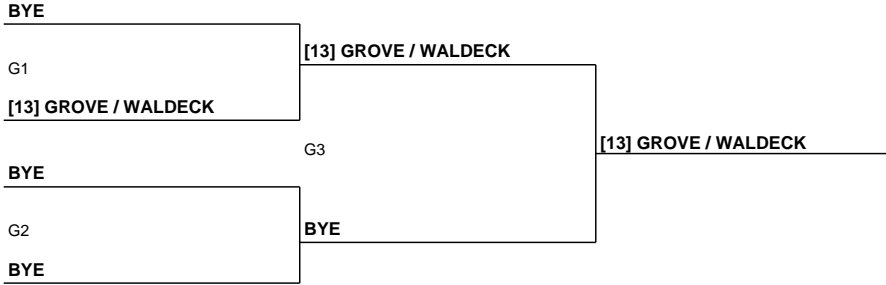 BYE
[13] GROVE / WALDECK
G1
[13] GROVE / WALDECK
[13] GROVE / WALDECK
G3
BYE
BYE
G2
BYE